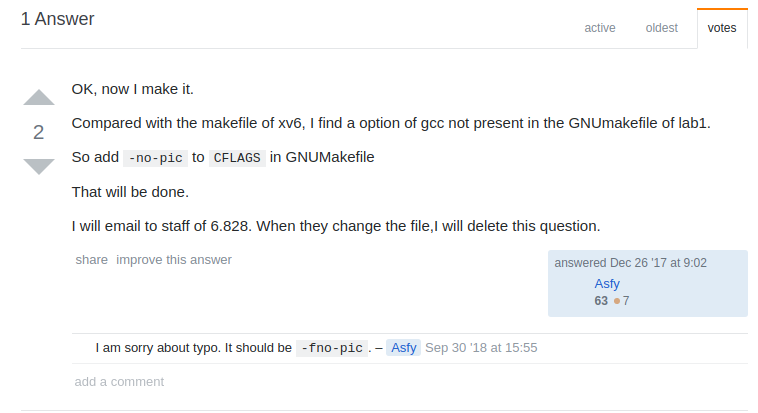 1 Answer
active oldest votes
OK, now I make it.
2
Compared with the makefile of xv6, I find a option of gcc not present in the GNUmakefile of lab1.
So add -no-pic to CFLAGS in GNUMakefile
That will be done.
I will email to staff of 6.828. When they change the file,I will delete this question.
share improve this answer
answered Dec 26 '17 at 9:02
Asfy
63 ●7
I am sorry about typo. It should be -fno-pic . – Asfy Sep 30 '18 at 15:55
add a comment